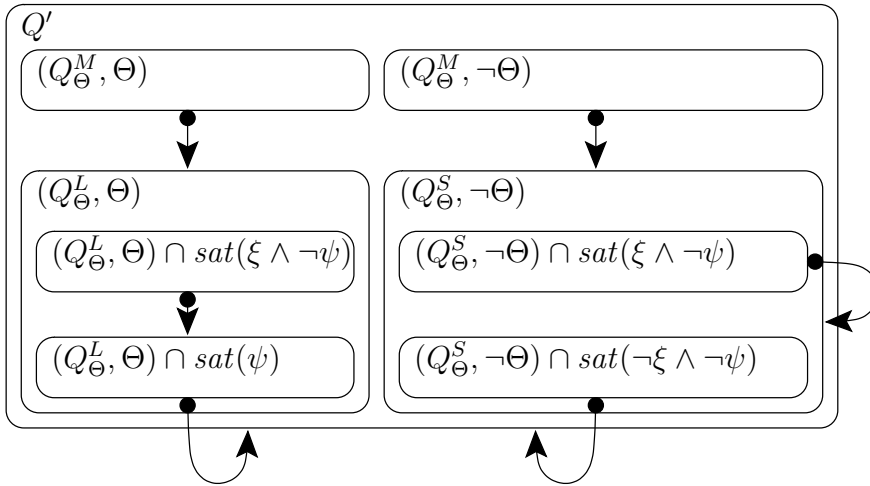 Q′
(Q^M_Θ, Θ)
(Q^M_Θ, ¬Θ)
(Q^L_Θ, Θ)
(Q^S_Θ, ¬Θ)
(Q^L_Θ, Θ) ∩ sat(ξ ∧ ¬ψ)
(Q^S_Θ, ¬Θ) ∩ sat(ξ ∧ ¬ψ)
(Q^L_Θ, Θ) ∩ sat(ψ)
(Q^S_Θ, ¬Θ) ∩ sat(¬ξ ∧ ¬ψ)